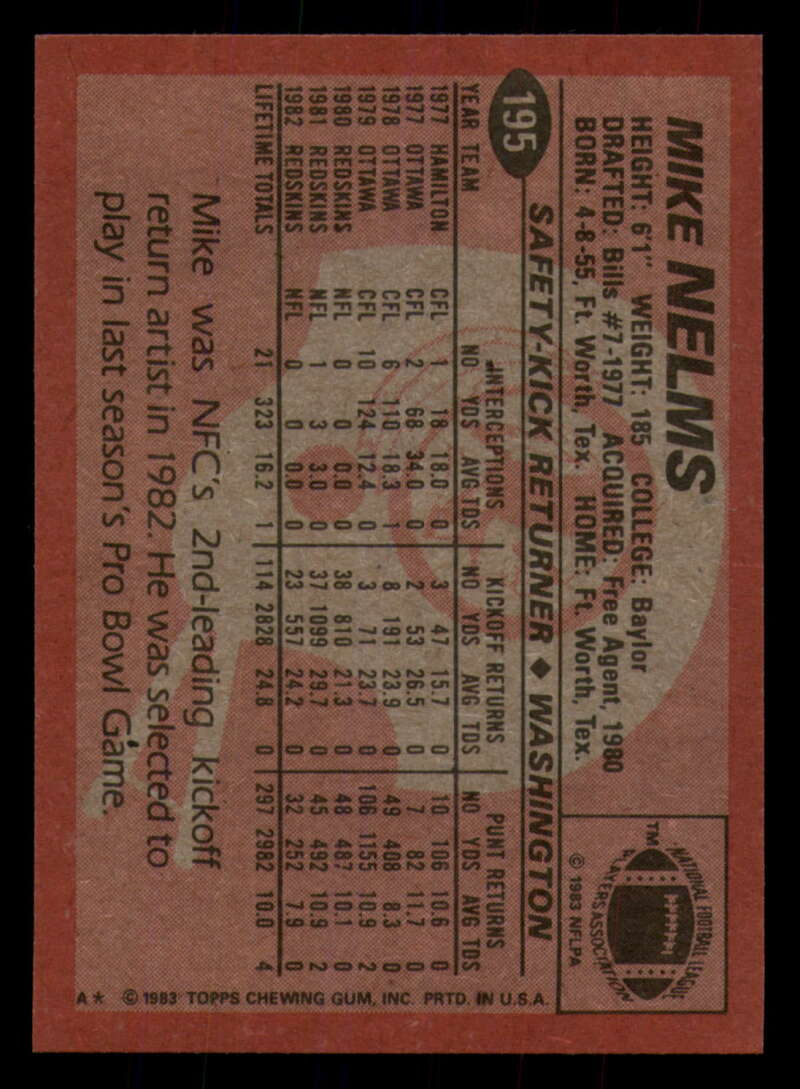 MIKE NELMS
HEIGHT: 6'1" WEIGHT: 185 COLLEGE: Baylor
DRAFTED: Bills #7-1977 ACQUIRED: Free Agent, 1980
BORN: 4-8-55, Ft. Worth, Tex. HOME: Ft. Worth, Tex.
NATIONAL FOOTBALL LEAGUE
PLAYERS ASSOCIATION
TM
© 1983 NFLPA
195
SAFETY-KICK RETURNER ◆ WASHINGTON
INTERCEPTIONS KICKOFF RETURNS PUNT RETURNS
YEAR TEAM NO YDS AVG TDS NO YDS AVG TDS NO YDS AVG TDS
1977 HAMILTON CFL 1 18 18.0 0 3 47 15.7 0 10 106 10.6 0
1977 OTTAWA CFL 2 68 34.0 0 2 53 26.5 0 7 82 11.7 0
1978 OTTAWA CFL 6 110 18.3 1 8 191 23.9 0 49 408 8.3 0
1979 OTTAWA CFL 10 124 12.4 0 3 71 23.7 0 106 1155 10.9 2
1980 REDSKINS NFL 0 0 0.0 0 38 810 21.3 0 48 487 10.1 0
1981 REDSKINS NFL 1 3 3.0 0 37 1099 29.7 0 45 492 10.9 2
1982 REDSKINS NFL 0 0 0.0 0 23 557 24.2 0 32 252 7.9 0
LIFETIME TOTALS 21 323 16.2 1 114 2828 24.8 0 297 2982 10.0 4
Mike was NFC's 2nd-leading kickoff
return artist in 1982. He was selected to
play in last season's Pro Bowl Game.
A* © 1983 TOPPS CHEWING GUM, INC. PRTD. IN U.S.A.